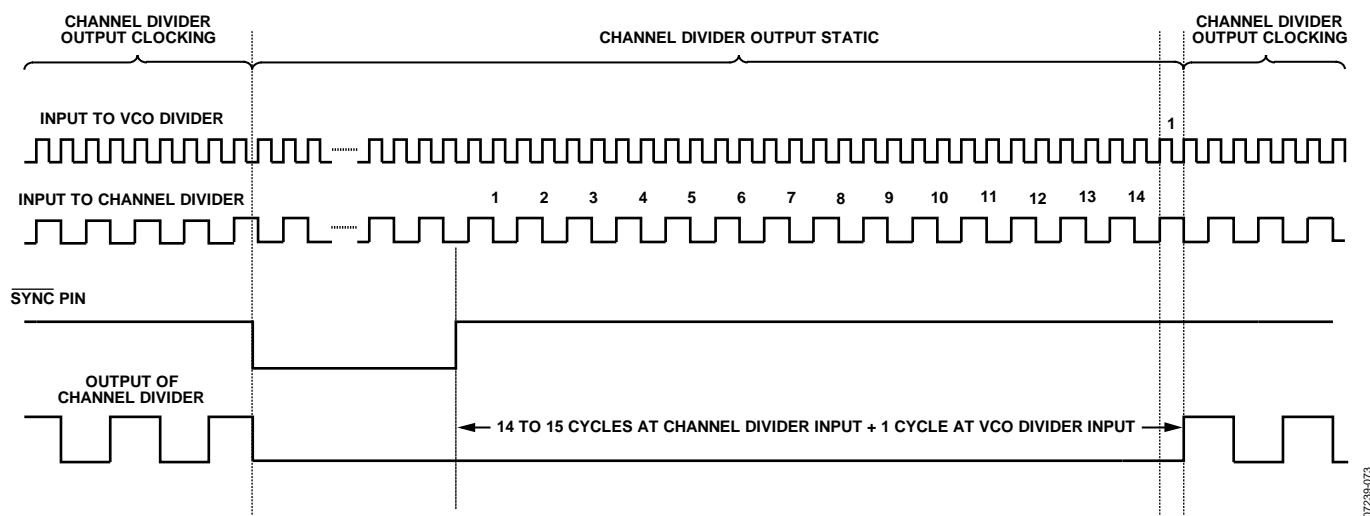 CHANNEL DIVIDER
OUTPUT CLOCKING
CHANNEL DIVIDER OUTPUT STATIC
CHANNEL DIVIDER
OUTPUT CLOCKING
INPUT TO VCO DIVIDER
1
INPUT TO CHANNEL DIVIDER
1 2 3 4 5 6 7 8 9 10 11 12 13 14
SYNC PIN
OUTPUT OF
CHANNEL DIVIDER
14 TO 15 CYCLES AT CHANNEL DIVIDER INPUT + 1 CYCLE AT VCO DIVIDER INPUT
07239-073